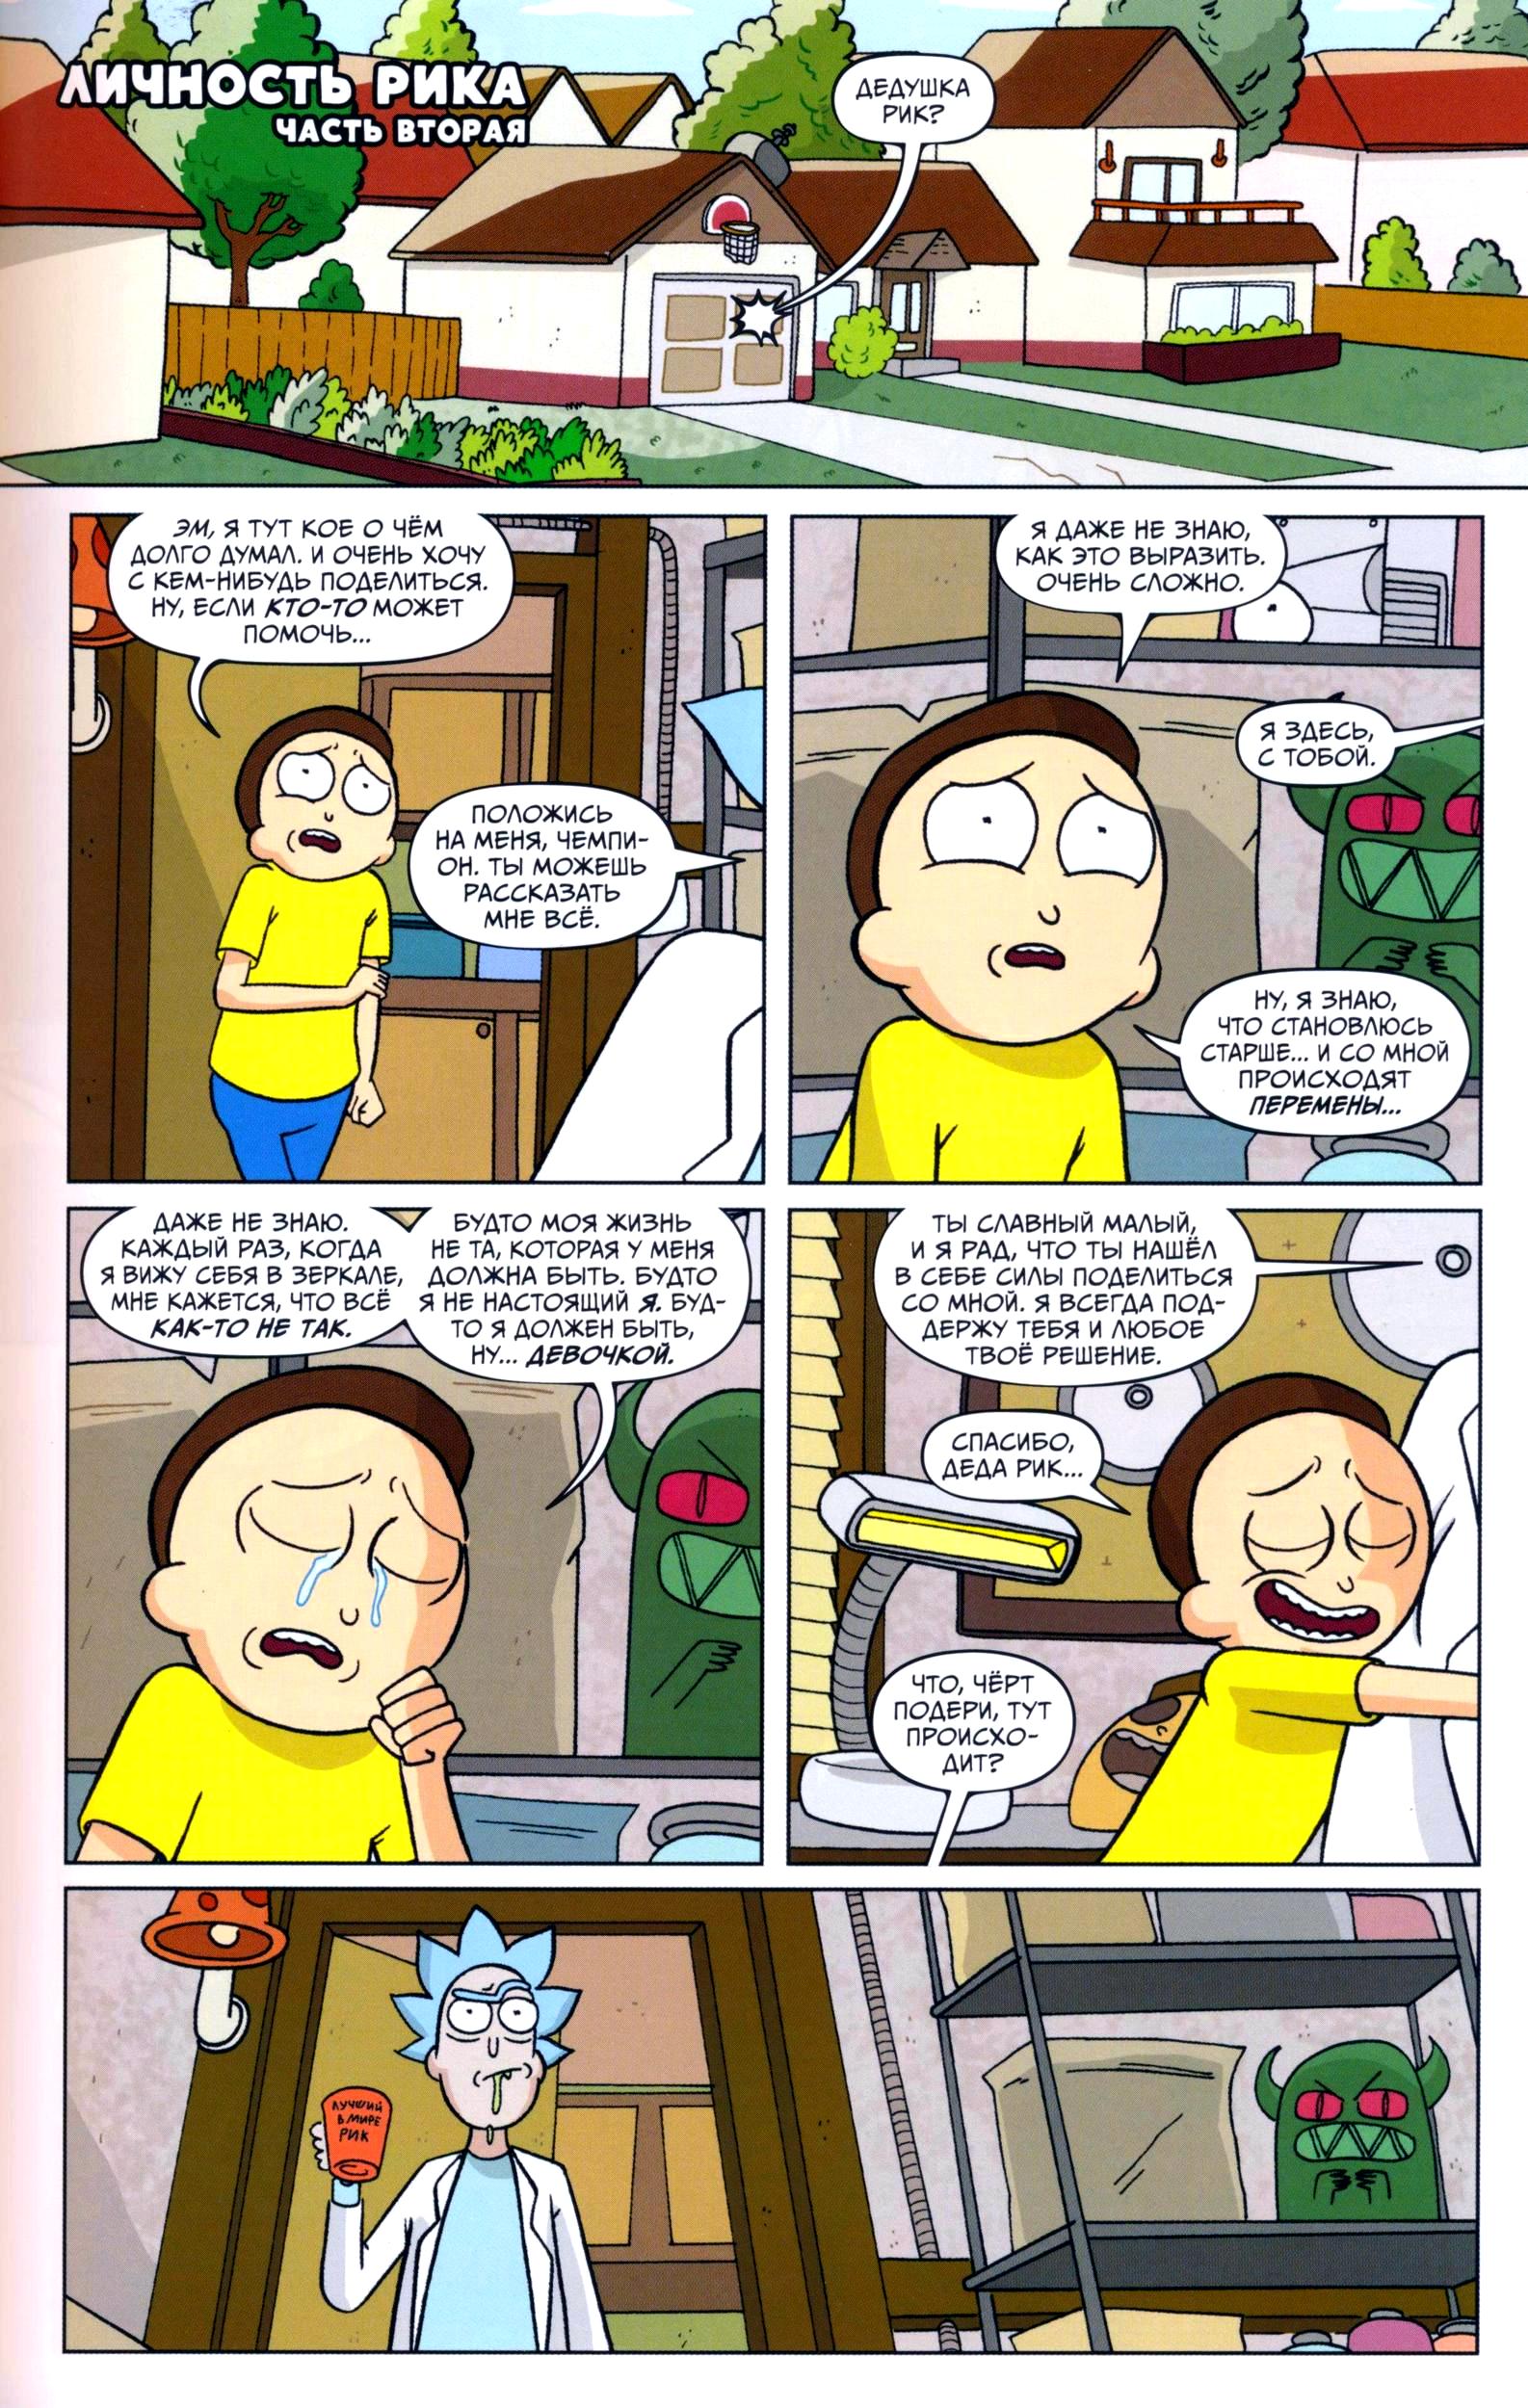 ЛИЧНОСТЬ РИКА
ЧАСТЬ ВТОРАЯ
ДЕДУШКА
РИК?
ЭМ, Я ТУТ КОЕ О ЧЁМ
ДОЛГО ДУМАЛ. И ОЧЕНЬ ХОЧУ
С КЕМ-НИБУДЬ ПОДЕЛИТЬСЯ.
НУ, ЕСЛИ КТО-ТО МОЖЕТ
ПОМОЧЬ...
ПОЛОЖИСЬ
НА МЕНЯ, ЧЕМПИ-
ОН. ТЫ МОЖЕШЬ
РАССКАЗАТЬ
МНЕ ВСЁ.
Я ДАЖЕ НЕ ЗНАЮ,
КАК ЭТО ВЫРАЗИТЬ.
ОЧЕНЬ СЛОЖНО.
Я ЗДЕСЬ,
С ТОБОЙ.
НУ, Я ЗНАЮ,
ЧТО СТАНОВЛЮСЬ
СТАРШЕ... И СО МНОЙ
ПРОИСХОДЯТ
ПЕРЕМЕНЫ...
ДАЖЕ НЕ ЗНАЮ.
КАЖДЫЙ РАЗ, КОГДА
Я ВИЖУ СЕБЯ В ЗЕРКАЛЕ,
МНЕ КАЖЕТСЯ, ЧТО ВСЁ
КАК-ТО НЕ ТАК.
БУДТО МОЯ ЖИЗНЬ
НЕ ТА, КОТОРАЯ У МЕНЯ
ДОЛЖНА БЫТЬ. БУДТО
Я НЕ НАСТОЯЩИЙ Я. БУД-
ТО Я ДОЛЖЕН БЫТЬ,
НУ... ДЕВОЧКОЙ.
ТЫ СЛАВНЫЙ МАЛЫЙ,
И Я РАД, ЧТО ТЫ НАШЁЛ
В СЕБЕ СИЛЫ ПОДЕЛИТЬСЯ
СО МНОЙ. Я ВСЕГДА ПОД-
ДЕРЖУ ТЕБЯ И ЛЮБОЕ
ТВОЁ РЕШЕНИЕ.
СПАСИБО,
ДЕДА РИК...
ЧТО, ЧЁРТ
ПОДЕРИ, ТУТ
ПРОИСХО-
ДИТ?
ЛУЧШИЙ
В МИРЕ
РИК